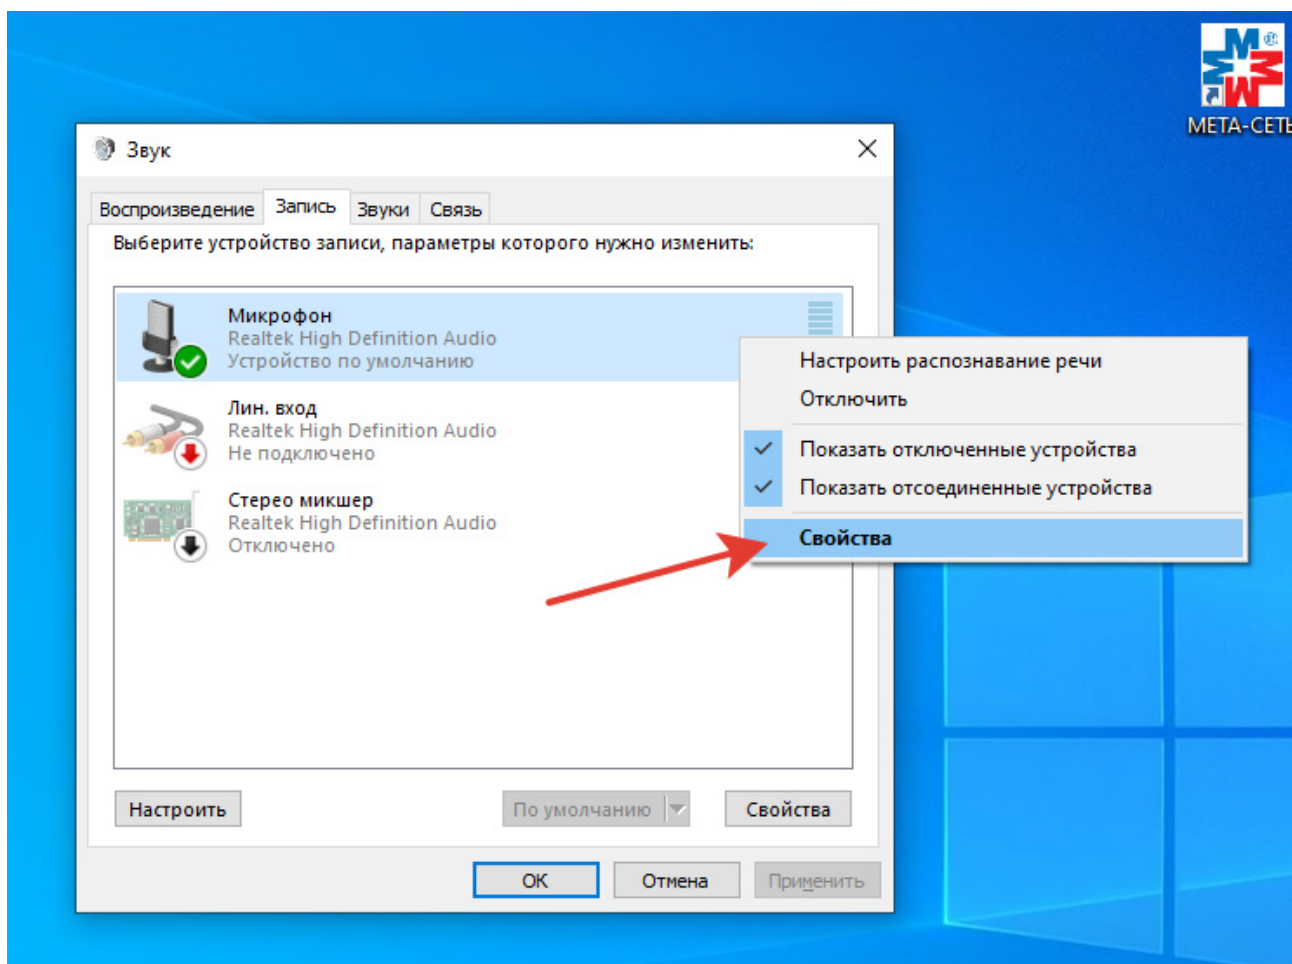 META-СЕТЬ
Звук
Воспроизведение Запись Звуки Связь
Выберите устройство записи, параметры которого нужно изменить:
Микрофон
Realtek High Definition Audio
Устройство по умолчанию
Лин. вход
Realtek High Definition Audio
Не подключено
Стерео микшер
Realtek High Definition Audio
Отключено
Настроить распознавание речи
Отключить
Показать отключенные устройства
Показать отсоединенные устройства
Свойства
Настроить По умолчанию Свойства
ОК Отмена Применить